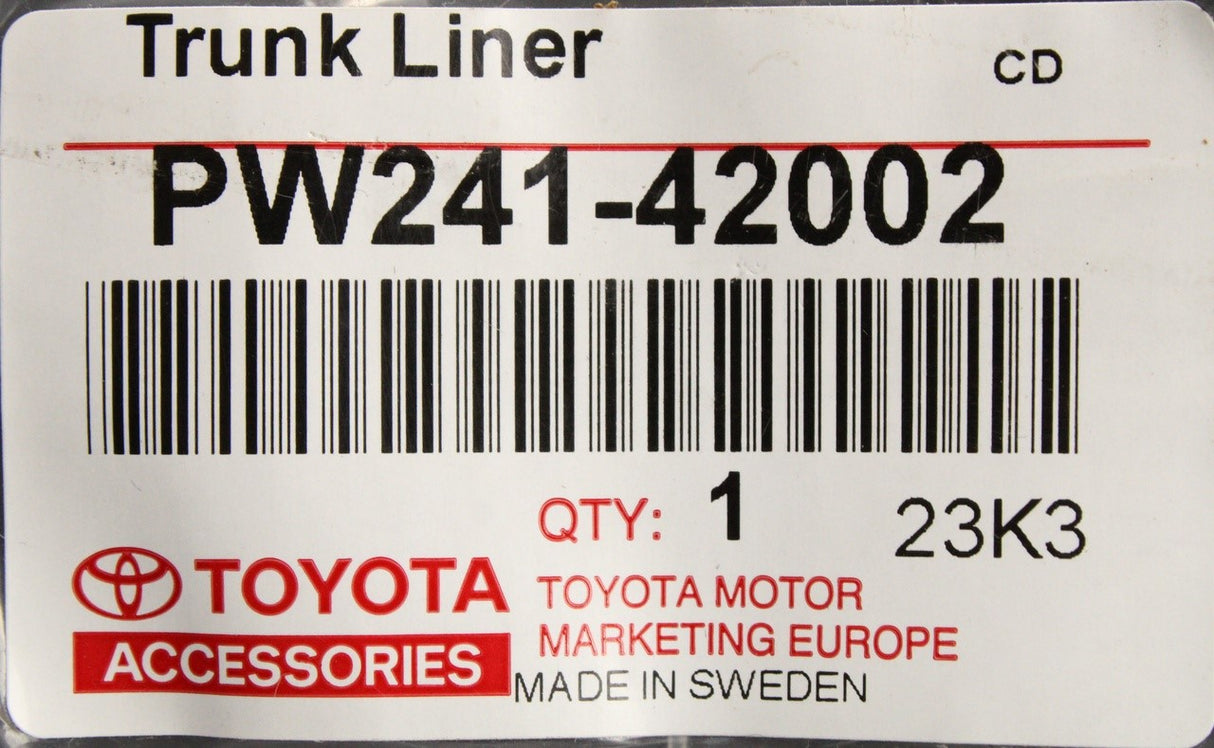 Trunk Liner
CD
PW241-42002
QTY: 1
23K3
TOYOTA
ACCESSORIES
TOYOTA MOTOR
MARKETING EUROPE
MADE IN SWEDEN